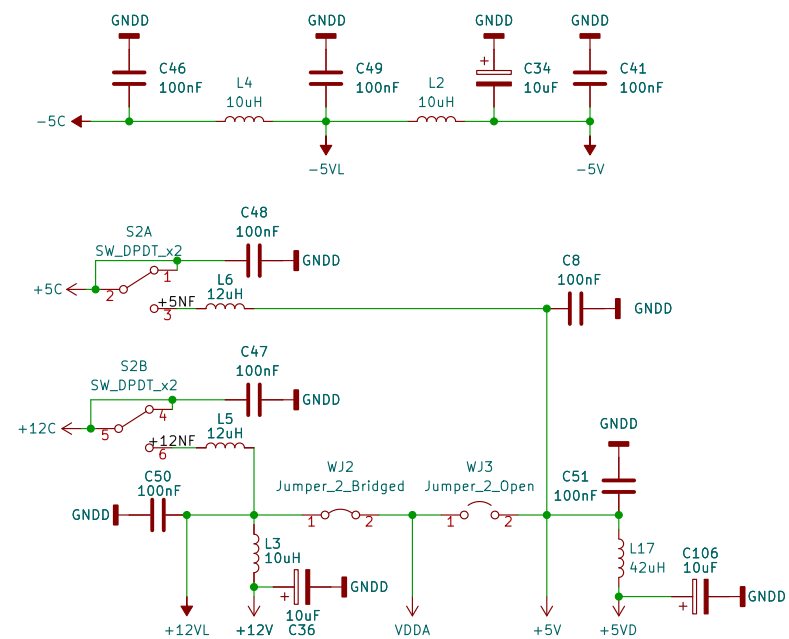 GNDD
GNDD
GNDD
GNDD
C46
100nF
C49
100nF
C34
10uF
C41
100nF
+
L4
10uH
L2
10uH
-5C
-5VL
-5V
S2A
SW_DPDT_x2
C48
100nF
GNDD
+5C
2
1
+5NF
3
L6
12uH
C8
100nF
GNDD
S2B
SW_DPDT_x2
C47
100nF
GNDD
+12C
5
4
+12NF
6
L5
12uH
GNDD
C50
100nF
GNDD
WJ2
Jumper_2_Bridged
1
2
WJ3
Jumper_2_Open
1
2
C51
100nF
L3
10uH
+
10uF
C36
GNDD
L17
42uH
C106
10uF
+
GNDD
+12VL
+12V
VDDA
+5V
+5VD